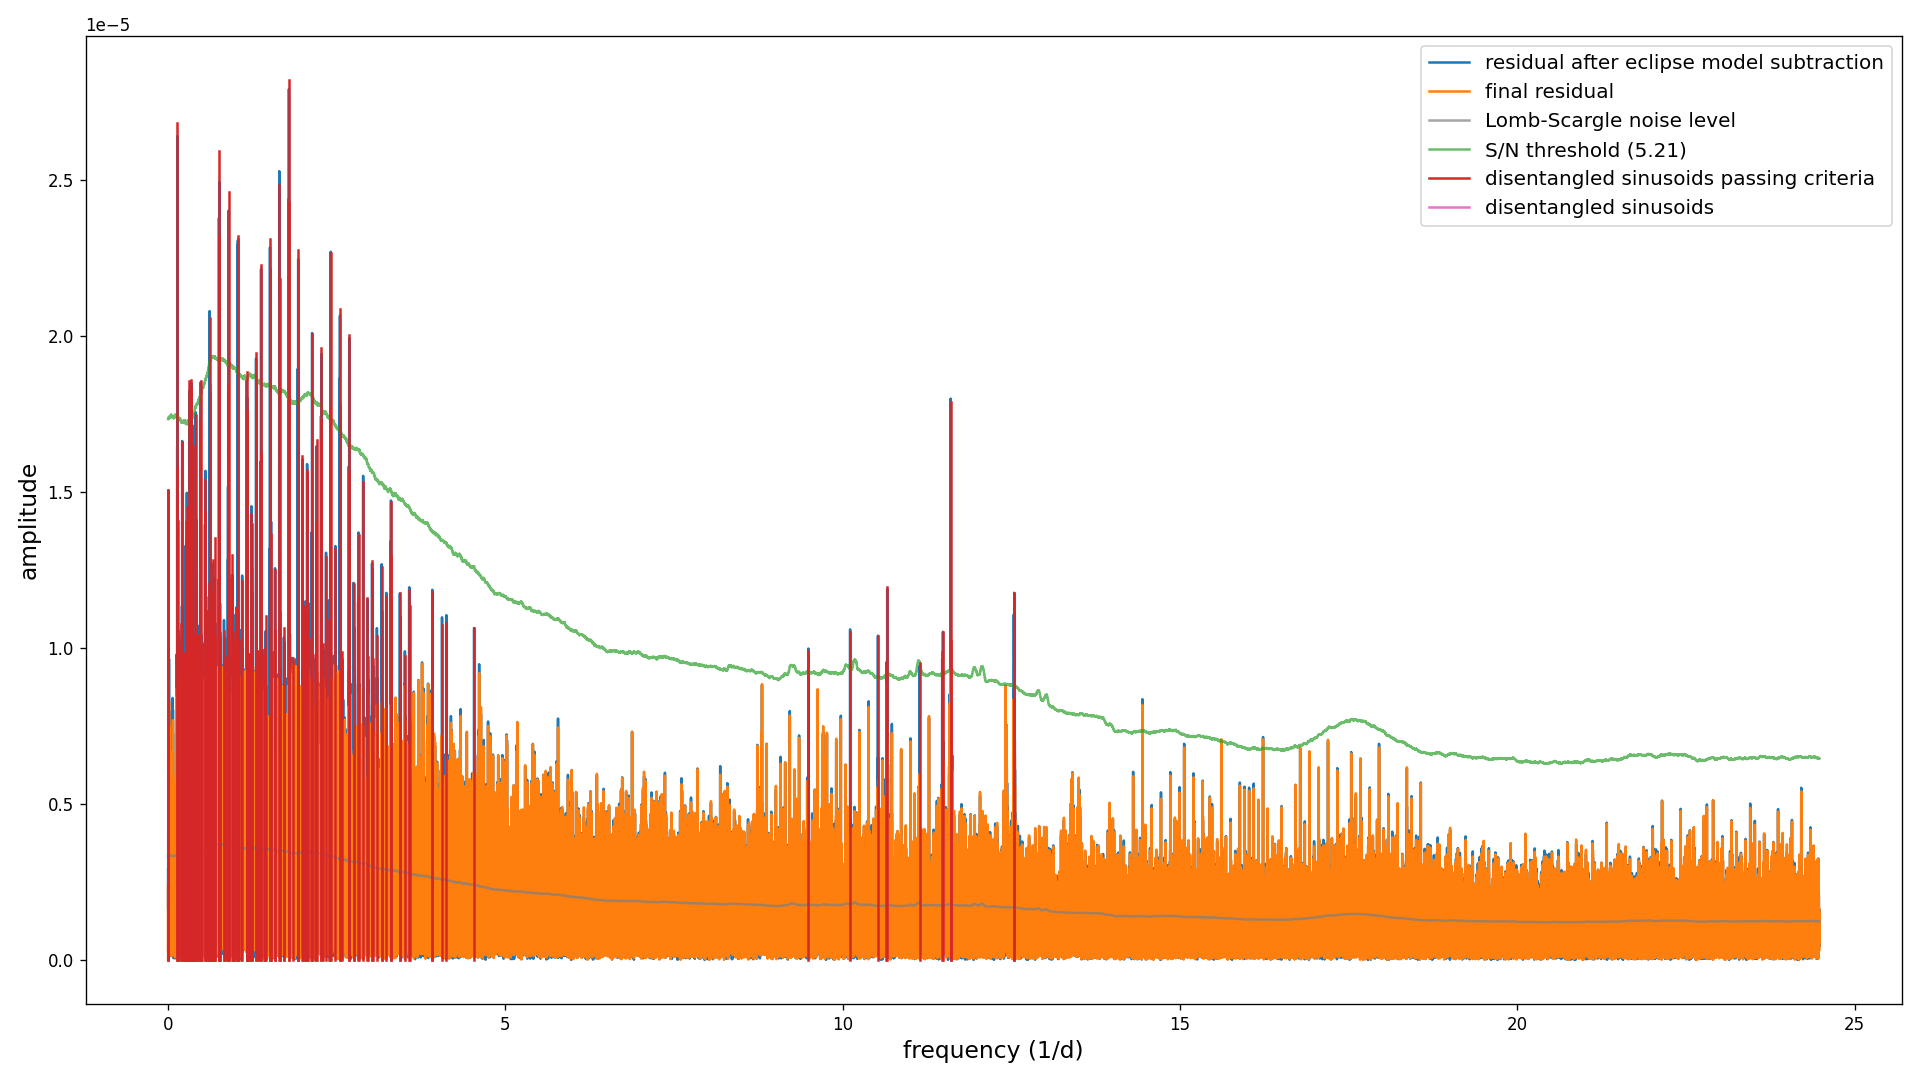 1e−5
residual after eclipse model subtraction
final residual
Lomb-Scargle noise level
S/N threshold (5.21)
disentangled sinusoids passing criteria
disentangled sinusoids
2.5
2.0
1.5
1.0
0.5
0.0
amplitude
0 5 10 15 20 25
frequency (1/d)